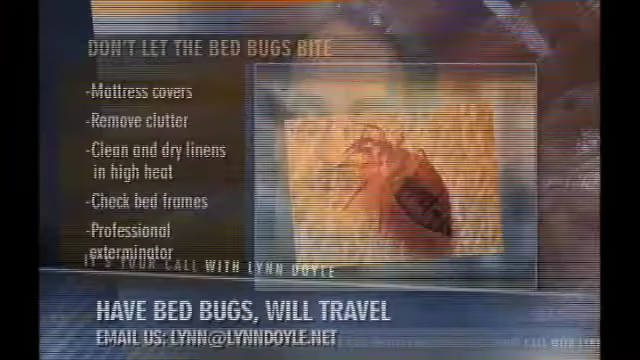 DON'T LET THE BED BUGS BITE
-Mattress covers
-Remove clutter
-Clean and dry linens
in high heat
-Check bed frames
-Professional
exterminator
IT'S YOUR CALL WITH LYNN DOYLE
HAVE BED BUGS, WILL TRAVEL
EMAIL US: LYNN@LYNNDOYLE.NET